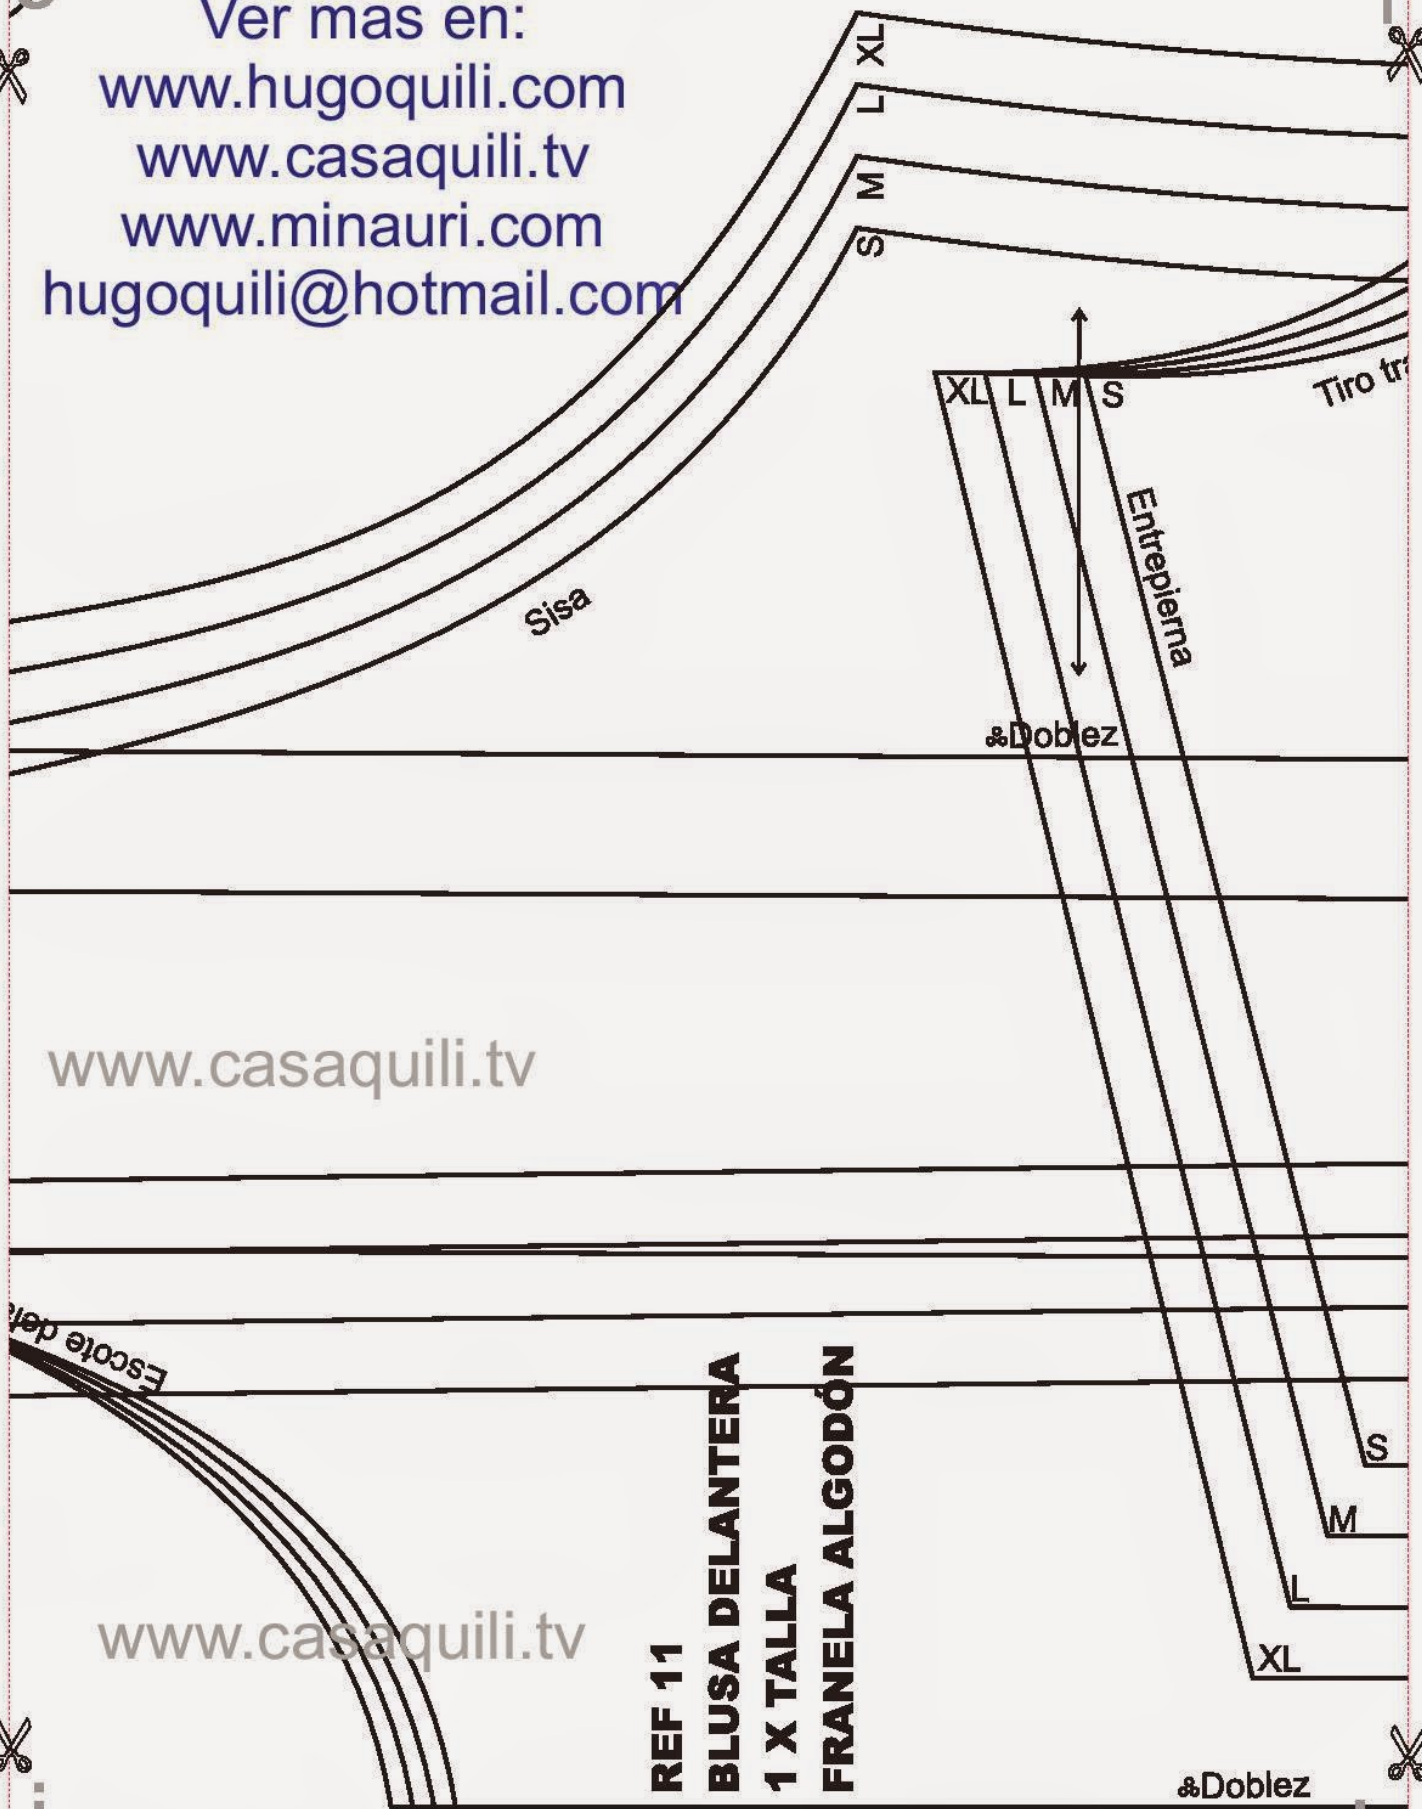 Ver mas en:
www.hugoquili.com
www.casaquili.tv
www.minauri.com
hugoquili@hotmail.com
XL
L
M
S
XL L M S
Tiro
Entrepierna
Sisa
Doblez
www.casaquili.tv
Escote
S
M
L
XL
www.casaquili.tv
REF 11
BLUSA DELANTERA
1 X TALLA
FRANELA ALGODÓN
Doblez